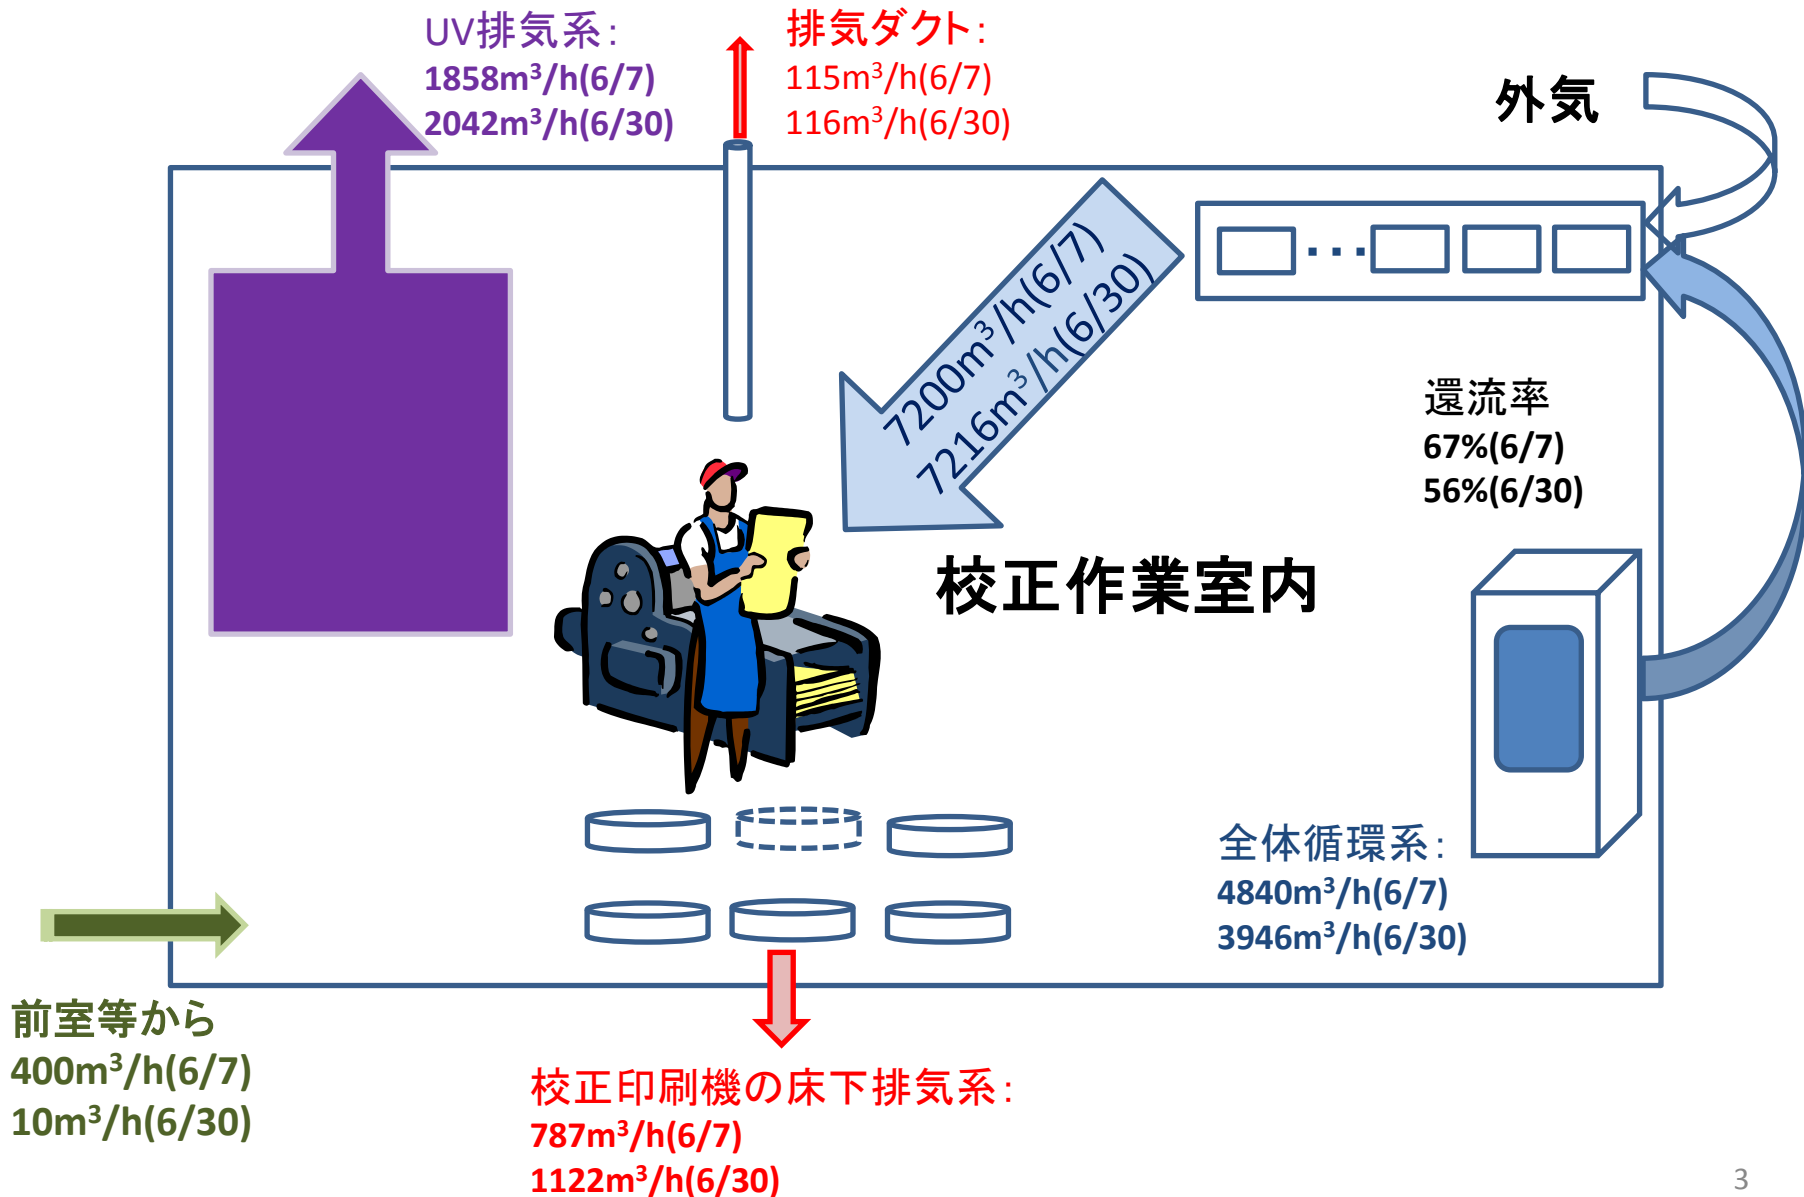 UV排気系:
1858m³/h(6/7)
2042m³/h(6/30)
排気ダクト:
115m³/h(6/7)
116m³/h(6/30)
外気
7200m³/h(6/7)
7216m³/h(6/30)
還流率
67%(6/7)
56%(6/30)
校正作業室内
全体循環系:
4840m³/h(6/7)
3946m³/h(6/30)
前室等から
400m³/h(6/7)
10m³/h(6/30)
校正印刷機の床下排気系:
787m³/h(6/7)
1122m³/h(6/30)
3